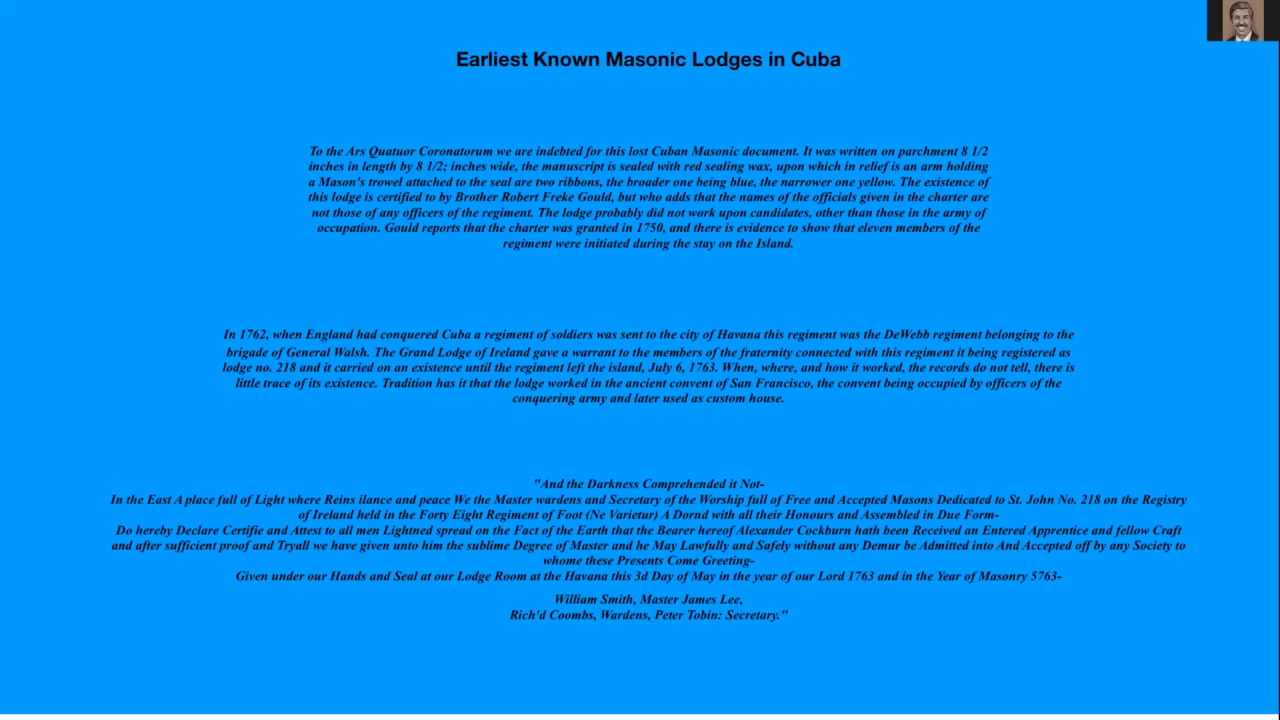 Earliest Known Masonic Lodges in Cuba
To the Ars Quatuor Coronatorum we are indebted for this lost Cuban Masonic document. It was written on parchment 8 1/2
inches in length by 8 1/2; inches wide, the manuscript is sealed with red sealing wax, upon which in relief is an arm holding
a Mason's trowel attached to the seal are two ribbons, the broader one being blue, the narrower one yellow. The existence of
this lodge is certified to by Brother Robert Freke Gould, but who adds that the names of the officials given in the charter are
not those of any officers of the regiment. The lodge probably did not work upon candidates, other than those in the army of
occupation. Gould reports that the charter was granted in 1750, and there is evidence to show that eleven members of the
regiment were initiated during the stay on the Island.
In 1762, when England had conquered Cuba a regiment of soldiers was sent to the city of Havana this regiment was the DeWebb regiment belonging to the
brigade of General Walsh. The Grand Lodge of Ireland gave a warrant to the members of the fraternity connected with this regiment it being registered as
lodge no. 218 and it carried on an existence until the regiment left the island, July 6, 1763. When, where, and how it worked, the records do not tell, there is
little trace of its existence. Tradition has it that the lodge worked in the ancient convent of San Francisco, the convent being occupied by officers of the
conquering army and later used as custom house.
"And the Darkness Comprehended it Not-
In the East A place full of Light where Reins ilance and peace We the Master wardens and Secretary of the Worship full of Free and Accepted Masons Dedicated to St. John No. 218 on the Registry
of Ireland held in the Forty Eight Regiment of Foot (Ne Varietur) A Dornd with all their Honours and Assembled in Due Form-
Do hereby Declare Certifie and Attest to all men Lightned spread on the Fact of the Earth that the Bearer hereof Alexander Cockburn hath been Received an Entered Apprentice and fellow Craft
and after sufficient proof and Tryall we have given unto him the sublime Degree of Master and he May Lawfully and Safely without any Demur be Admitted into And Accepted off by any Society to
whome these Presents Come Greeting-
Given under our Hands and Seal at our Lodge Room at the Havana this 3d Day of May in the year of our Lord 1763 and in the Year of Masonry 5763-
William Smith, Master James Lee,
Rich'd Coombs, Wardens, Peter Tobin: Secretary."